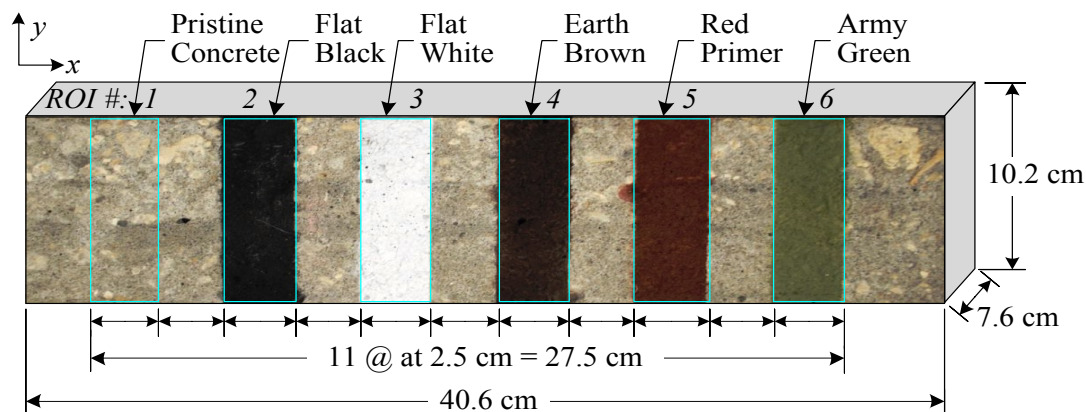 y
x
Pristine
Concrete
Flat
Black
Flat
White
Earth
Brown
Red
Primer
Army
Green
ROI #: 1 2 3 4 5 6
10.2 cm
7.6 cm
11 @ at 2.5 cm = 27.5 cm
40.6 cm